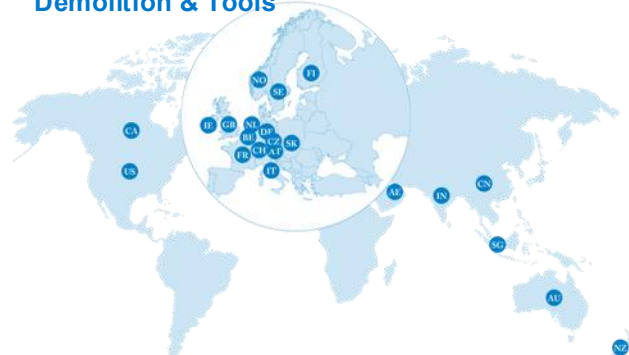 Demolition & Tools
NO
FI
SE
IE
GB
NL
DE
BE
CZ
SK
FR
CH
AT
IT
CA
US
AE
IN
CN
SG
AU
NZ